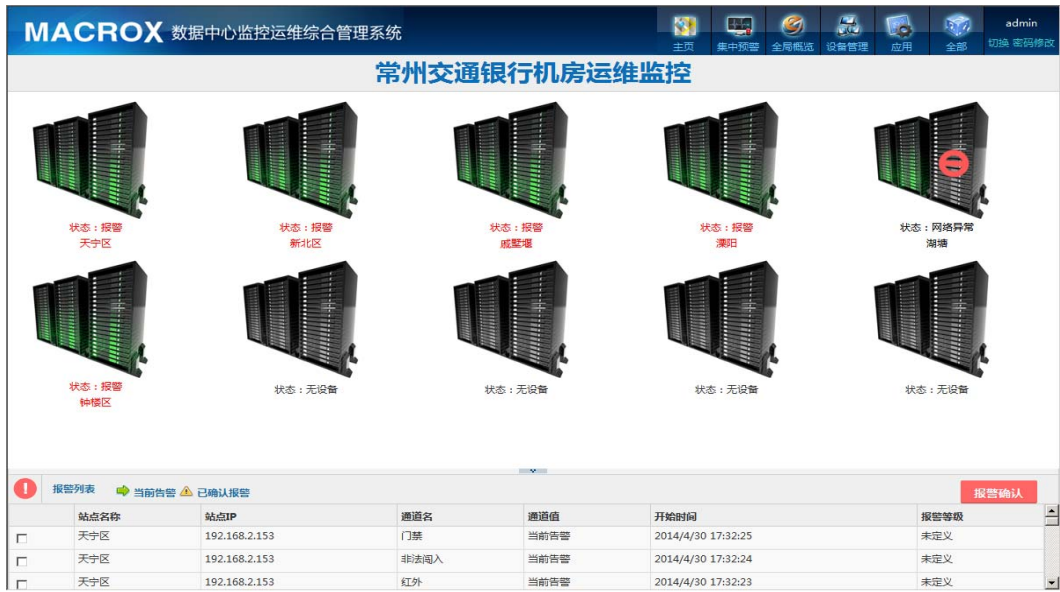 MACROX 数据中心监控运维综合管理系统
主页 集中预警 全局概览 设备管理 应用 全部
admin
切换 密码修改
常州交通银行机房运维监控
状态：报警 状态：报警 状态：报警 状态：报警 状态：网络异常
天宁区 新北区 戚墅堰 溧阳 湖塘
状态：报警 状态：无设备 状态：无设备 状态：无设备 状态：无设备
钟楼区
报警列表 当前告警 已确认报警 报警确认
站点名称 站点IP 通道名 通道值 开始时间 报警等级
天宁区 192.168.2.153 门禁 当前告警 2014/4/30 17:32:25 未定义
天宁区 192.168.2.153 非法闯入 当前告警 2014/4/30 17:32:24 未定义
天宁区 192.168.2.153 红外 当前告警 2014/4/30 17:32:23 未定义